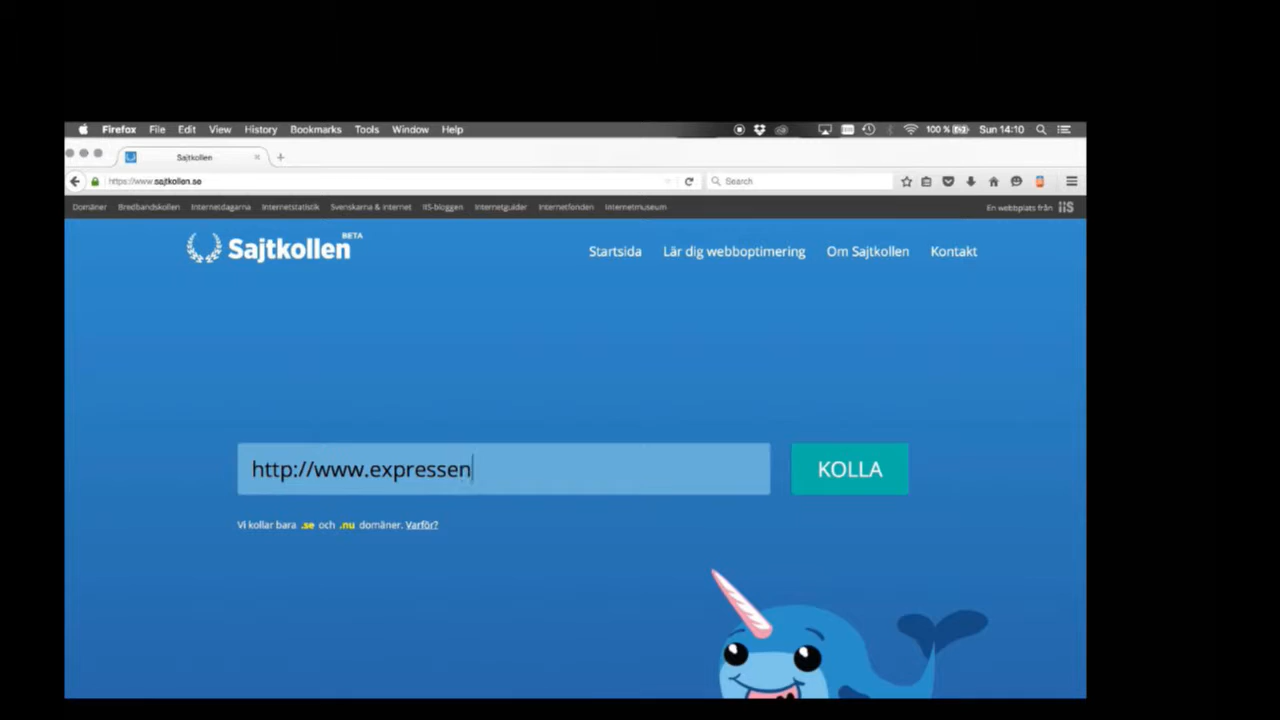 Firefox File Edit View History Bookmarks Tools Window Help 100 % Sun 14:10
Sajtkollen
https://www.sajtkollen.se Search
Domäner Bredbandskollen Internetdagarna Internetstatistik Svenskarna & Internet IIS-bloggen Internetguider Internetfonden Internetmuseum En webbplats från IIS
Sajtkollen BETA Startsida Lär dig webboptimering Om Sajtkollen Kontakt
http://www.expressen KOLLA
Vi kollar bara .se och .nu domäner. Varför?